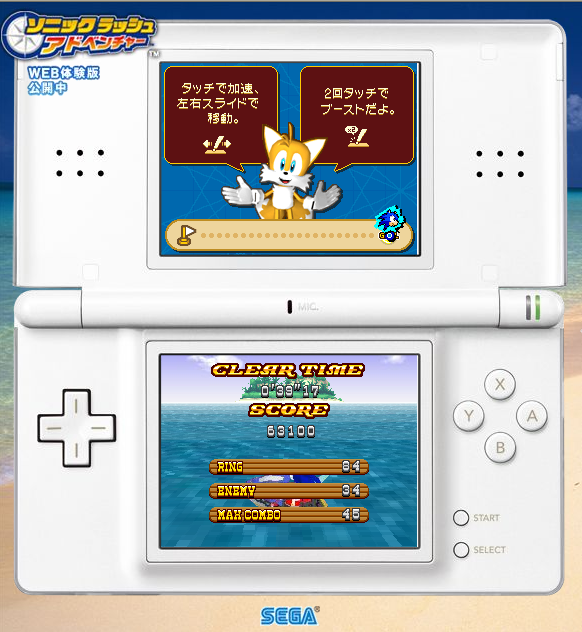 ソニックラッシュ
アドベンチャー™
WEB体験版
公開中
タッチで加速、
左右スライドで
移動。
2回タッチで
ブーストだよ。
MIC.
CLEAR TIME
0'39"17
SCORE
53100
RING 84
ENEMY 34
MAX COMBO 45
X
Y
A
B
START
SELECT
SEGA®